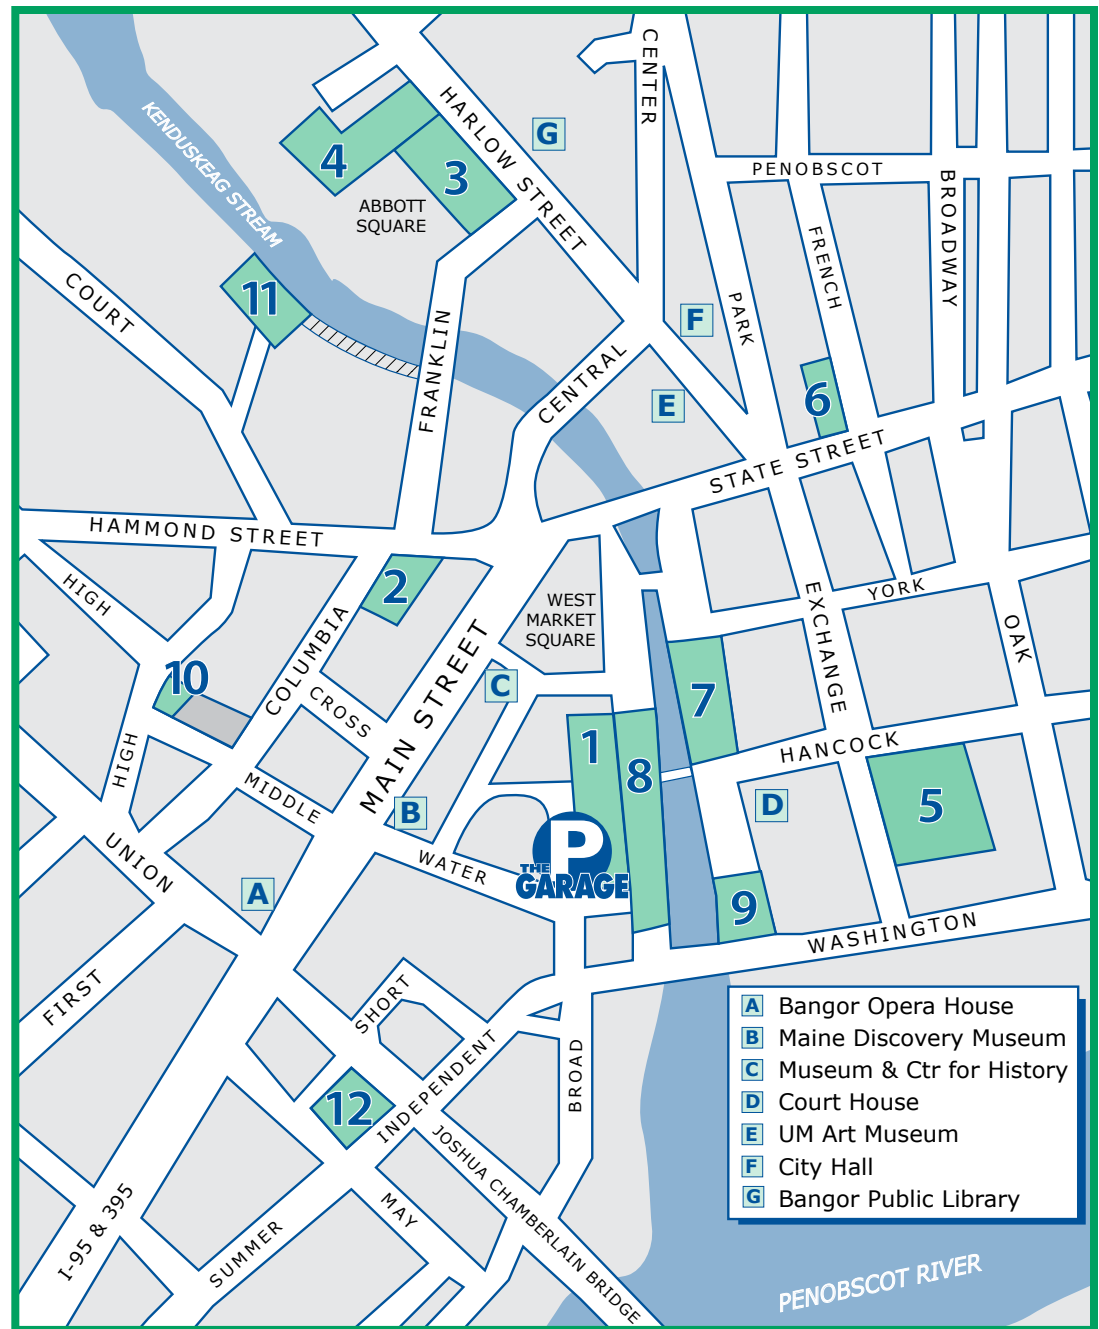 CENTER
HARLOW STREET
G
KENDUSKEAG STREAM
4
3
ABBOTT
SQUARE
PENOBSCOT
BROADWAY
FRENCH
COURT
11
FRANKLIN
CENTRAL
F
PARK
E
6
STATE STREET
HAMMOND STREET
HIGH
2
COLUMBIA
WEST
MARKET
SQUARE
EXCHANGE
YORK
OAK
10
CROSS
MAIN STREET
C
7
HIGH
MIDDLE
1
8
HANCOCK
B
D
5
UNION
WATER
P
THE
GARAGE
A
9
WASHINGTON
FIRST
SHORT
INDEPENDENT
BROAD
12
JOSHUA CHAMBERLAIN BRIDGE
MAY
SUMMER
I-95 & 395
A Bangor Opera House
B Maine Discovery Museum
C Museum & Ctr for History
D Court House
E UM Art Museum
F City Hall
G Bangor Public Library
PENOBSCOT RIVER